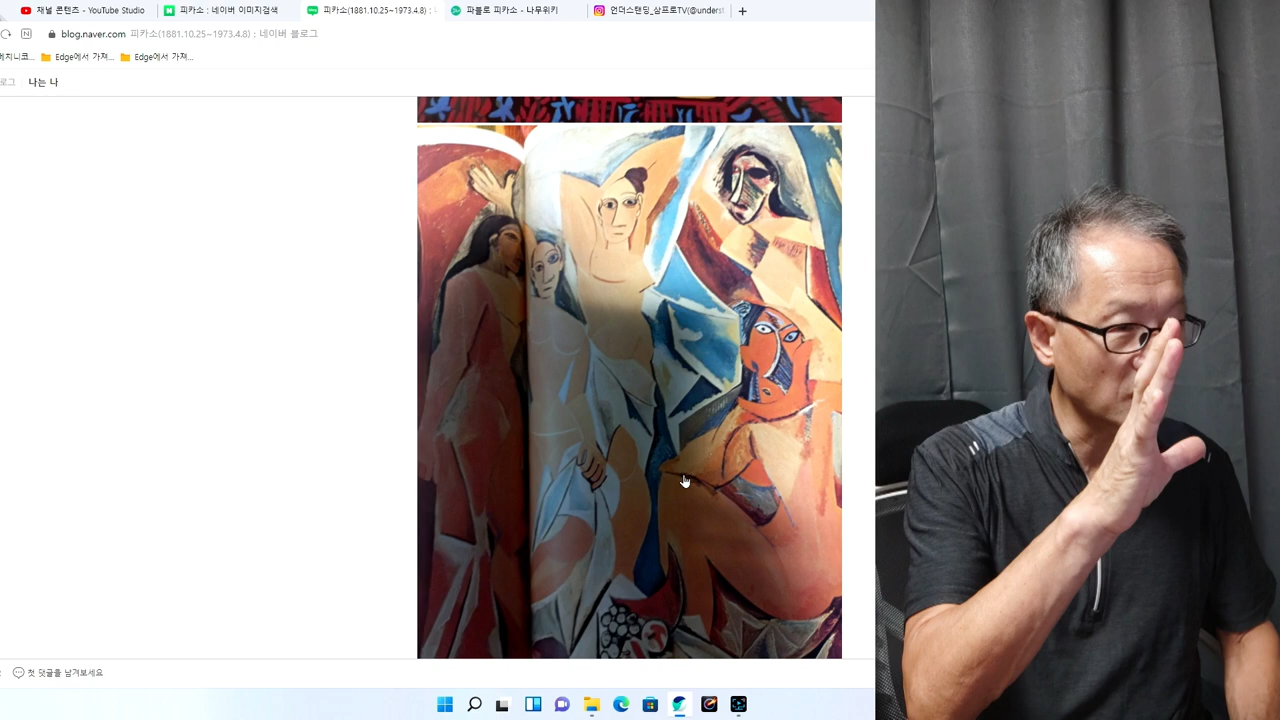 재널 콘텐즈 - YouTube Studio
피카소 : 네이버 이미지검색
피카소(1881.10.25~1973.4.8) :
파블로 피카소 - 나무위키
언더스탠딩_삼프로TV(@underst
blog.naver.com 피카소(1881.10.25~1973.4.8) : 네이버 블로그
Edge에서 가져...
Edge에서 가져...
로그 나는 나
첫 댓글을 남겨보세요